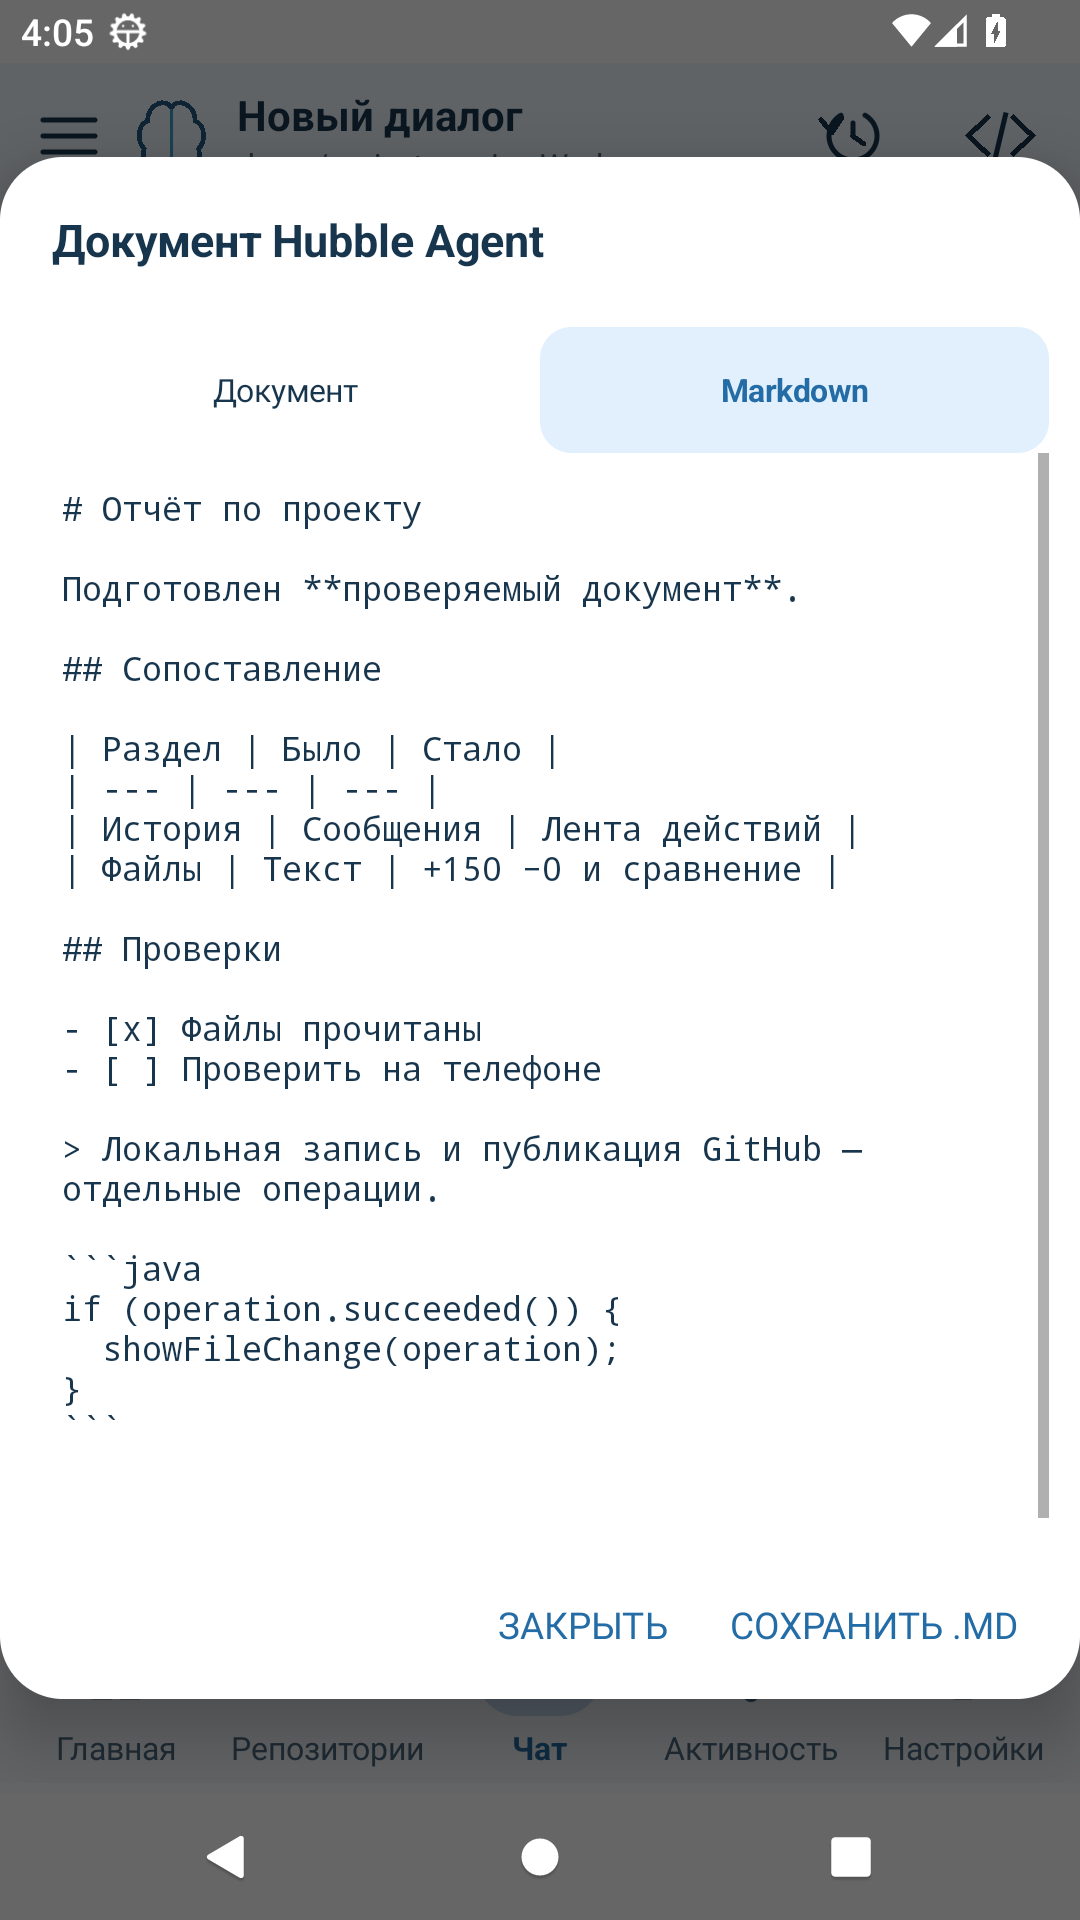 4:05
Новый диалог
Документ Hubble Agent
Документ
Markdown
# Отчёт по проекту
Подготовлен **проверяемый документ**.
## Сопоставление
| Раздел | Было | Стало |
| --- | --- | --- |
| История | Сообщения | Лента действий |
| Файлы | Текст | +150 −0 и сравнение |
## Проверки
- [x] Файлы прочитаны
- [ ] Проверить на телефоне
> Локальная запись и публикация GitHub —
отдельные операции.
```java
if (operation.succeeded()) {
  showFileChange(operation);
}
```
ЗАКРЫТЬ
СОХРАНИТЬ .MD
Главная
Репозитории
Чат
Активность
Настройки